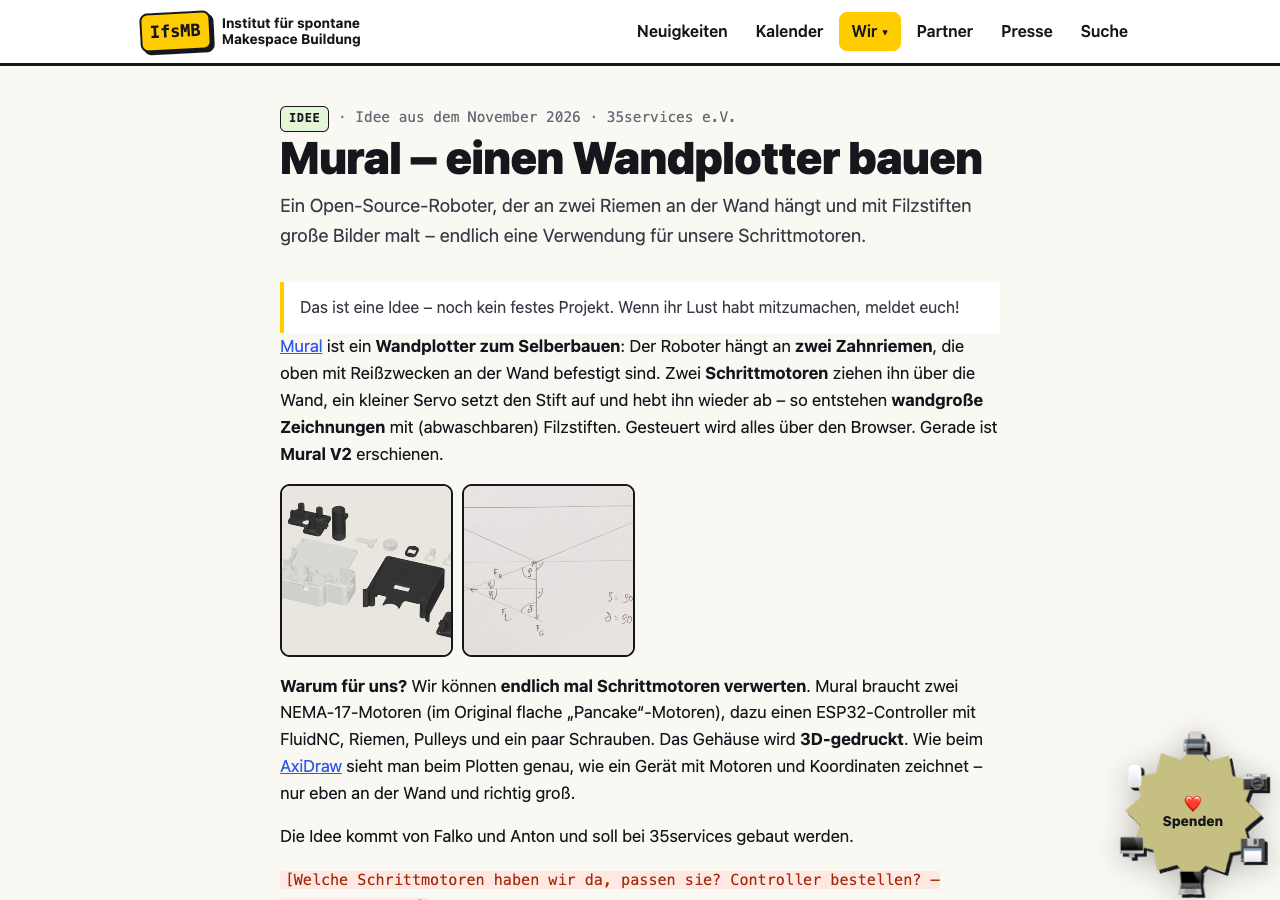 IfsMB
Institut für spontane
Makespace Buildung
Neuigkeiten
Kalender
Wir ▾
Partner
Presse
Suche
IDEE · Idee aus dem November 2026 · 35services e.V.
Mural – einen Wandplotter bauen
Ein Open-Source-Roboter, der an zwei Riemen an der Wand hängt und mit Filzstiften
große Bilder malt – endlich eine Verwendung für unsere Schrittmotoren.
Das ist eine Idee – noch kein festes Projekt. Wenn ihr Lust habt mitzumachen, meldet euch!
Mural ist ein Wandplotter zum Selberbauen: Der Roboter hängt an zwei Zahnriemen, die
oben mit Reißzwecken an der Wand befestigt sind. Zwei Schrittmotoren ziehen ihn über die
Wand, ein kleiner Servo setzt den Stift auf und hebt ihn wieder ab – so entstehen wandgroße
Zeichnungen mit (abwaschbaren) Filzstiften. Gesteuert wird alles über den Browser. Gerade ist
Mural V2 erschienen.
Warum für uns? Wir können endlich mal Schrittmotoren verwerten. Mural braucht zwei
NEMA-17-Motoren (im Original flache „Pancake“-Motoren), dazu einen ESP32-Controller mit
FluidNC, Riemen, Pulleys und ein paar Schrauben. Das Gehäuse wird 3D-gedruckt. Wie beim
AxiDraw sieht man beim Plotten genau, wie ein Gerät mit Motoren und Koordinaten zeichnet –
nur eben an der Wand und richtig groß.
Die Idee kommt von Falko und Anton und soll bei 35services gebaut werden.
[Welche Schrittmotoren haben wir da, passen sie? Controller bestellen? —
❤️
Spenden